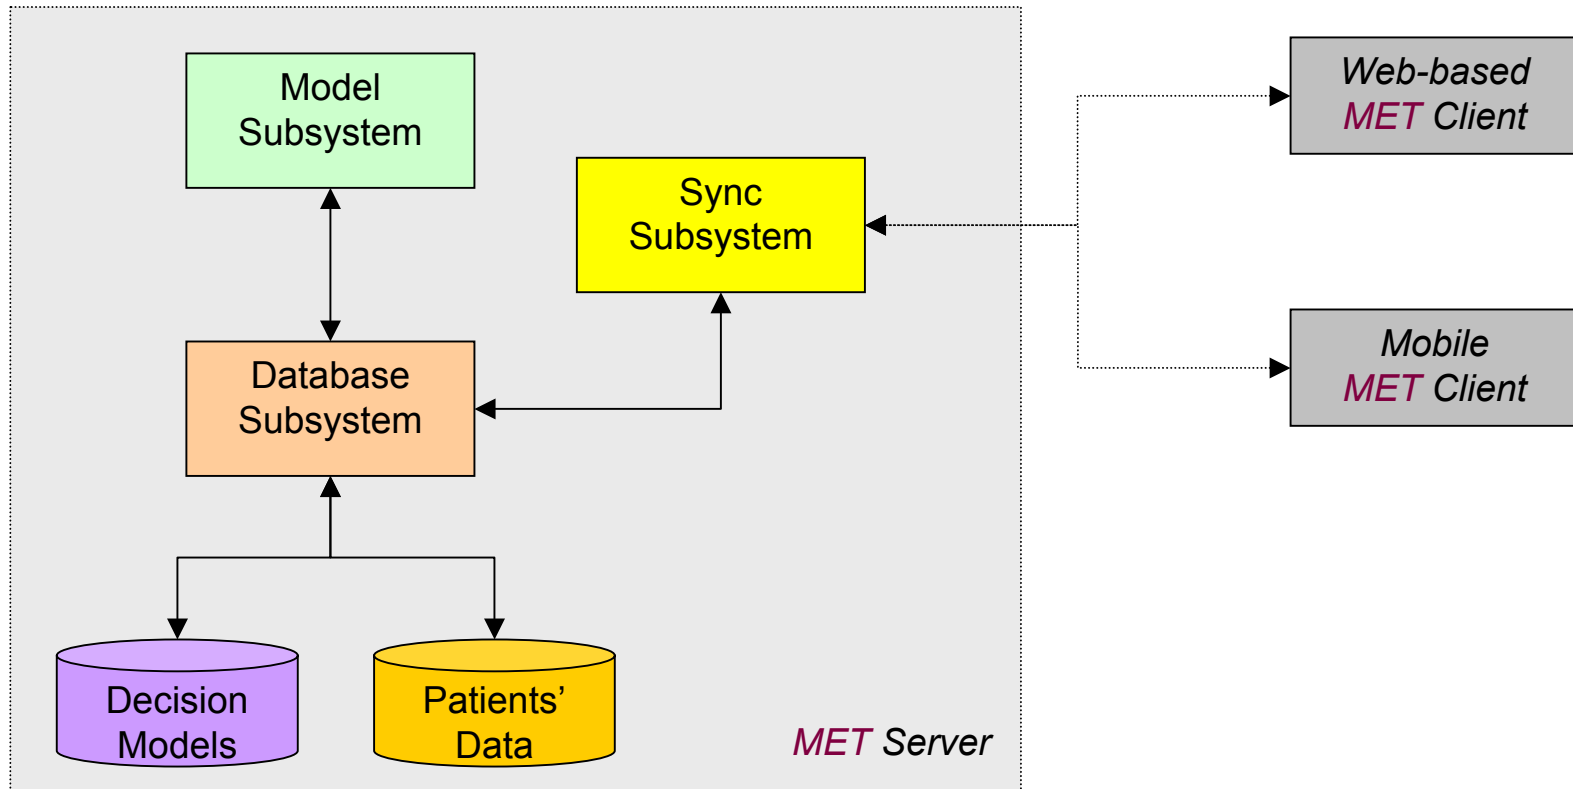 Model
Subsystem
Sync
Subsystem
Database
Subsystem
Decision
Models
Patients’
Data
MET Server
Web-based
MET Client
Mobile
MET Client